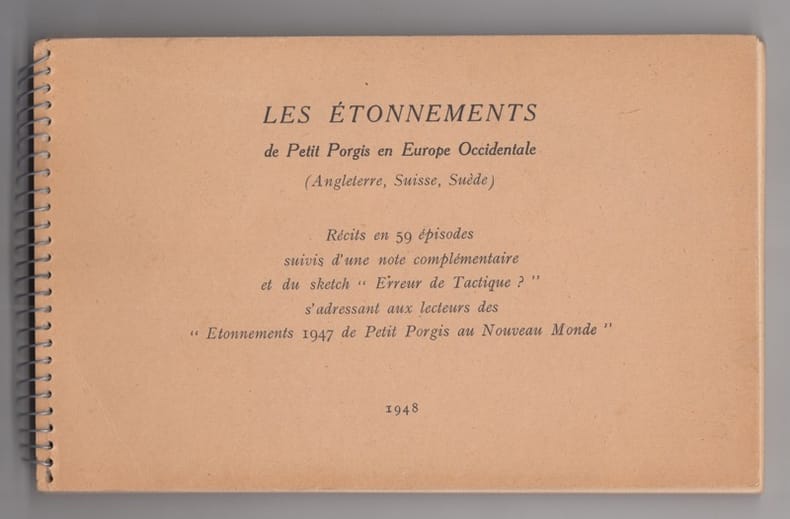 LES ÉTONNEMENTS
de Petit Porgis en Europe Occidentale
(Angleterre, Suisse, Suède)
Récits en 59 épisodes
suivis d'une note complémentaire
et du sketch “ Erreur de Tactique ? ”
s'adressant aux lecteurs des
“ Etonnements 1947 de Petit Porgis au Nouveau Monde ”
1948